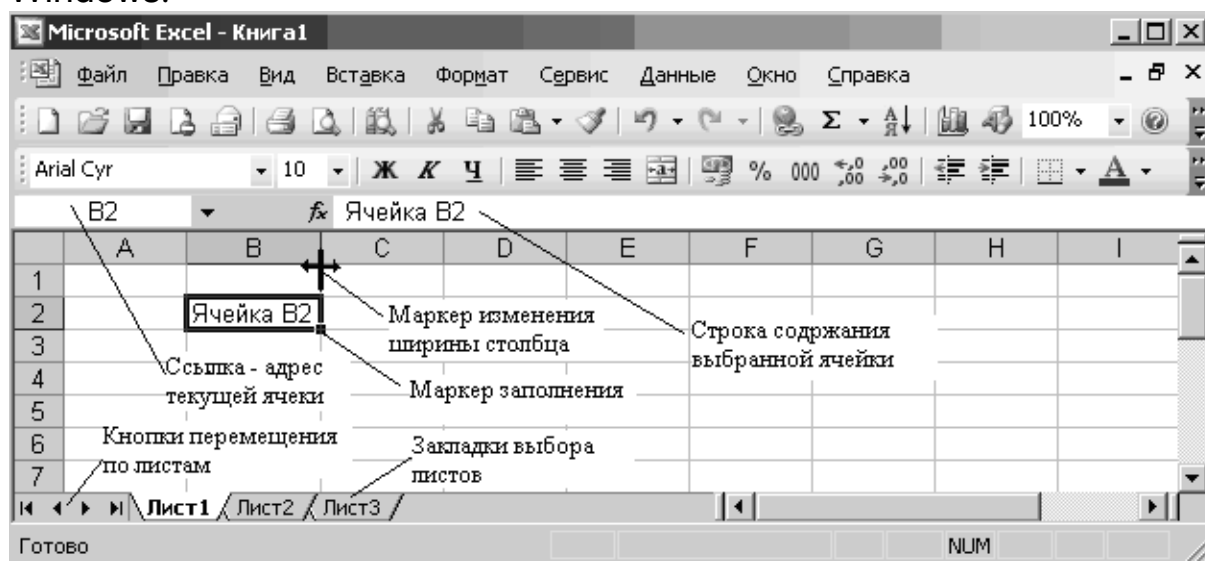 Windows.
Microsoft Excel - Книга1
Файл Правка Вид Вставка Формат Сервис Данные Окно Справка
100%
Arial Cyr 10 Ж К Ч % 000 ,00 ,00
B2 fx Ячейка B2
A B C D E F G H I
1
2 Ячейка B2
Маркер изменения
ширины столбца
Строка содржания
выбранной ячейки
3
Ссылка - адрес
текущей ячеки
4
Маркер заполнения
5
6
Кнопки перемещения
по листам
Закладки выбора
листов
7
Лист1 Лист2 Лист3
Готово NUM